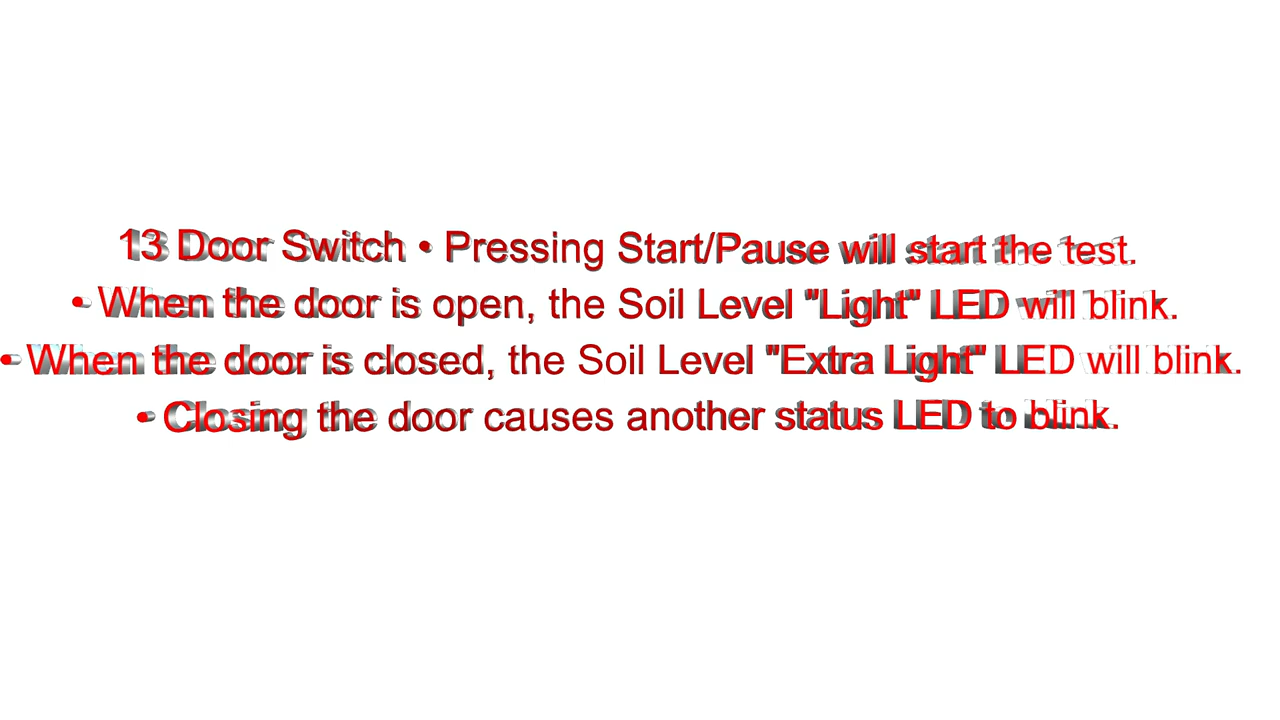 13 Door Switch • Pressing Start/Pause will start the test.
• When the door is open, the Soil Level "Light" LED will blink.
• When the door is closed, the Soil Level "Extra Light" LED will blink.
• Closing the door causes another status LED to blink.